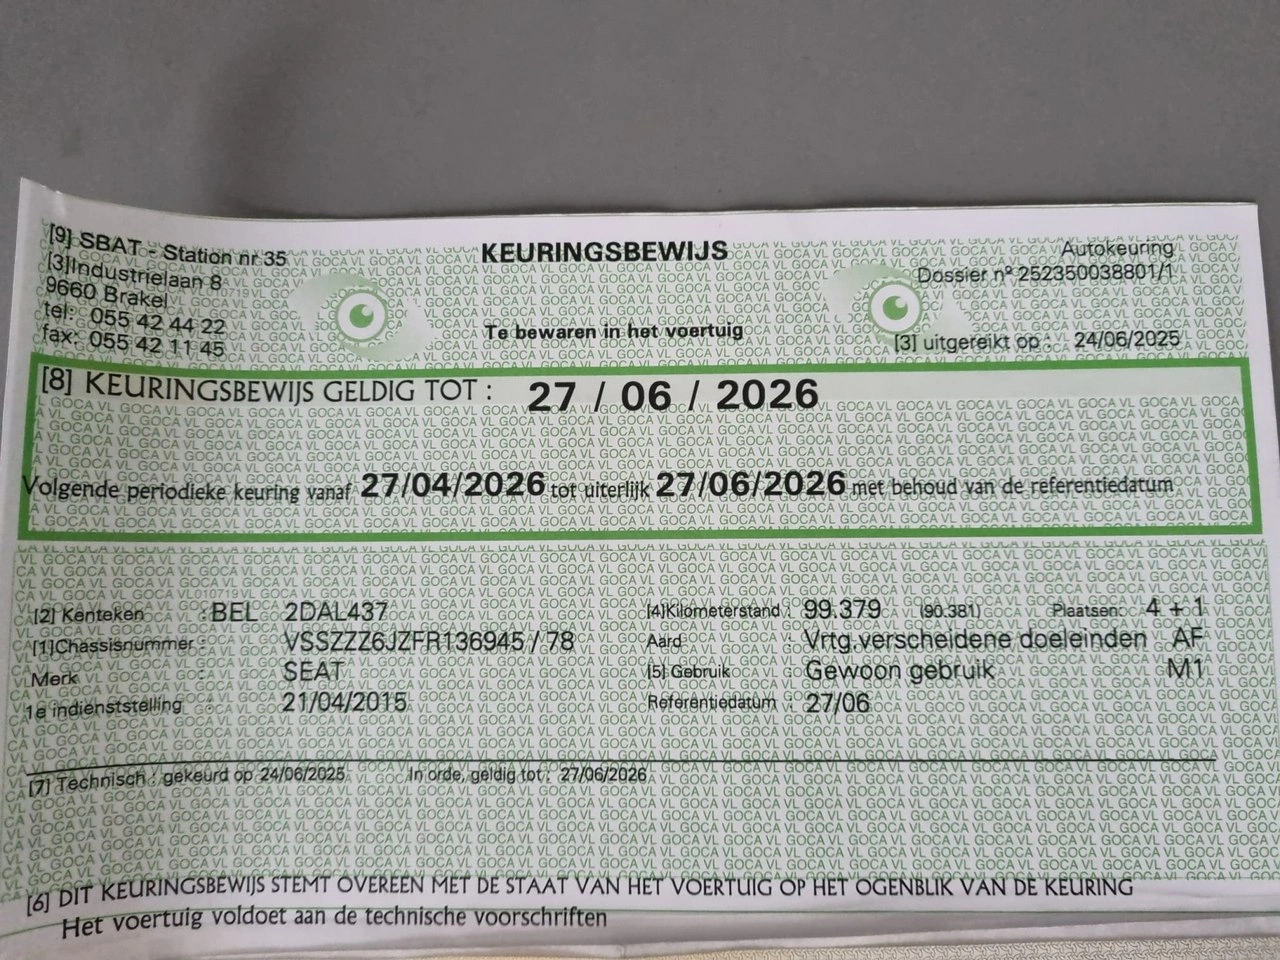 [9] SBAT - Station nr 35
KEURINGSBEWIJS
Autokeuring
[3]Industrielaan 8
Dossier nº 252350038801/1
9660 Brakel
tel: 055 42 44 22
Te bewaren in het voertuig
fax: 055 42 11 45
[3] uitgereikt op : 24/06/2025
[8] KEURINGSBEWIJS GELDIG TOT : 27 / 06 / 2026
Volgende periodieke keuring vanaf 27/04/2026 tot uiterlijk 27/06/2026 met behoud van de referentiedatum
[2] Kenteken : BEL 2DAL437
[4]Kilometerstand : 99.379 (90.381) Plaatsen: 4 + 1
[1]Chassisnummer : VSSZZZ6JZFR136945 / 78
Aard : Vrtg.verscheidene doeleinden AF
Merk : SEAT
[5] Gebruik : Gewoon gebruik M1
1e indienststelling : 21/04/2015
Referentiedatum : 27/06
[7] Technisch : gekeurd op 24/06/2025 In orde, geldig tot : 27/06/2026
[6] DIT KEURINGSBEWIJS STEMT OVEREEN MET DE STAAT VAN HET VOERTUIG OP HET OGENBLIK VAN DE KEURING
Het voertuig voldoet aan de technische voorschriften